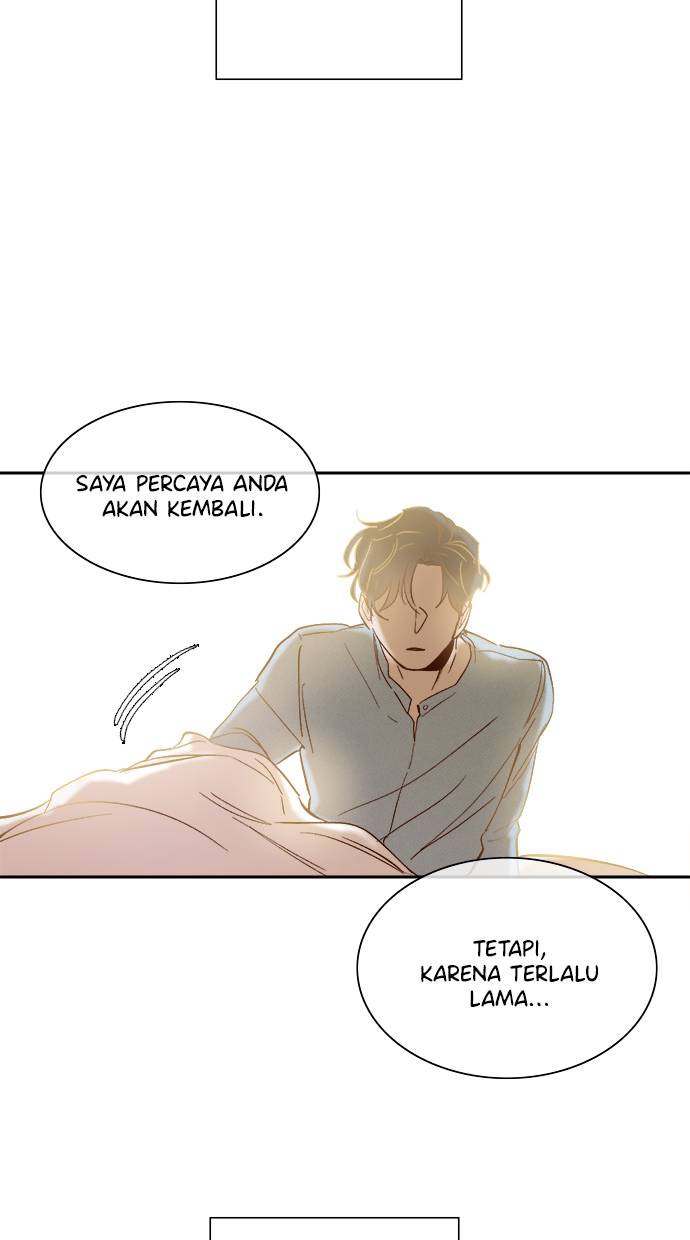 SAYA PERCAYA ANDA
AKAN KEMBALI.
TETAPI,
KARENA TERLALU
LAMA...